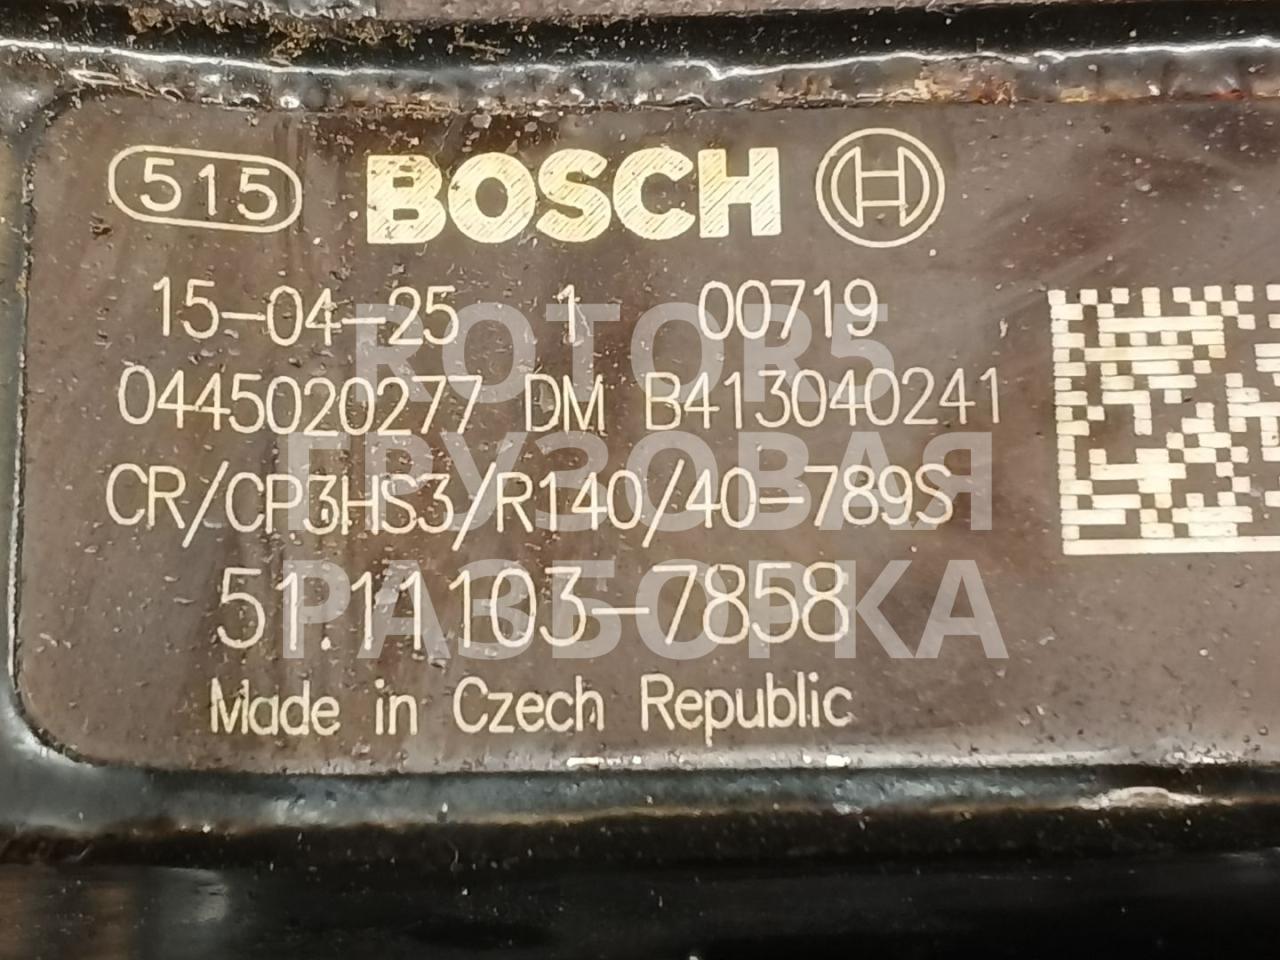 515 BOSCH
15-04-25 1 00719
0445020277 DM B413040241
CR/CP3HS3/R140/40-789S
51.11103-7858
Made in Czech Republic
ROTOR5
ГРУЗОВАЯ
РАЗБОРКА